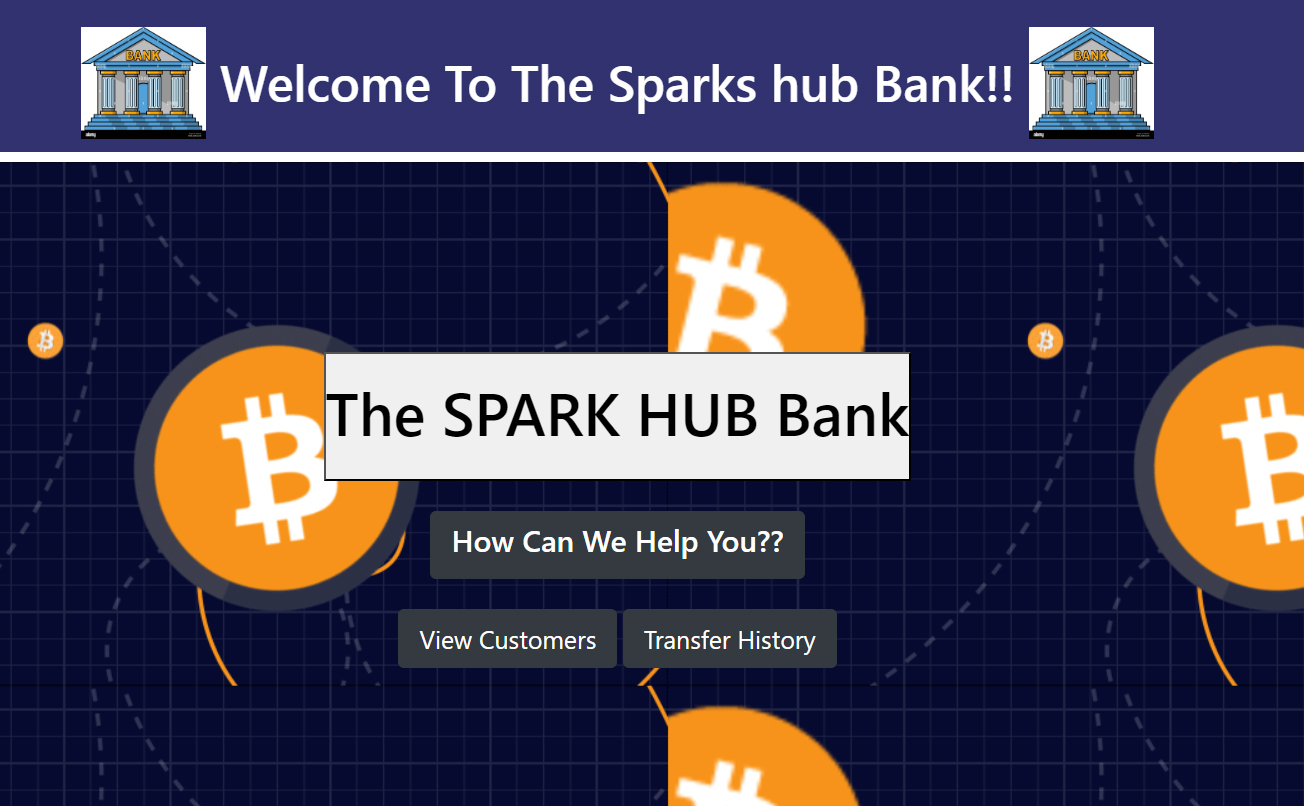 BANK
Welcome To The Sparks hub Bank!!
BANK
The SPARK HUB Bank
How Can We Help You??
View Customers
Transfer History